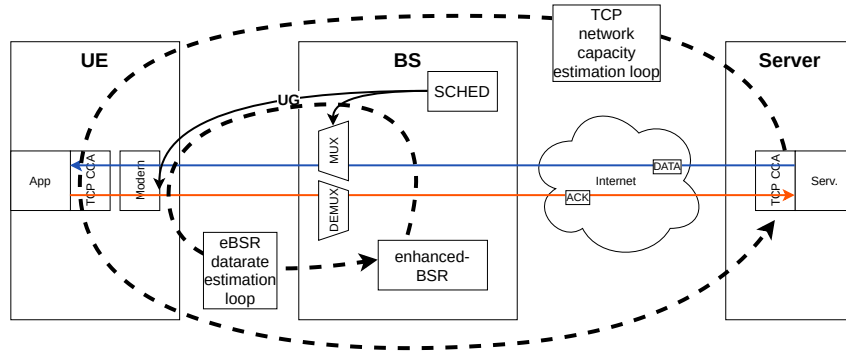 TCP
network
capacity
estimation loop
UE
BS
Server
SCHED
UG
MUX
DATA
App
TCP CCA
Modem
Internet
TCP CCA
Serv.
DEMUX
ACK
eBSR
datarate
estimation
loop
enhanced-
BSR